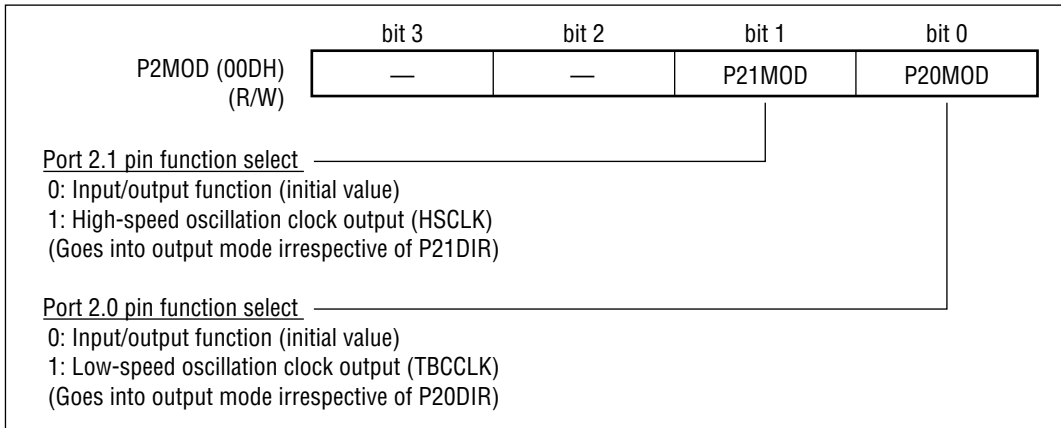 bit 3 bit 2 bit 1 bit 0
P2MOD (00DH) — — P21MOD P20MOD
(R/W)
Port 2.1 pin function select
0: Input/output function (initial value)
1: High-speed oscillation clock output (HSCLK)
(Goes into output mode irrespective of P21DIR)
Port 2.0 pin function select
0: Input/output function (initial value)
1: Low-speed oscillation clock output (TBCCLK)
(Goes into output mode irrespective of P20DIR)